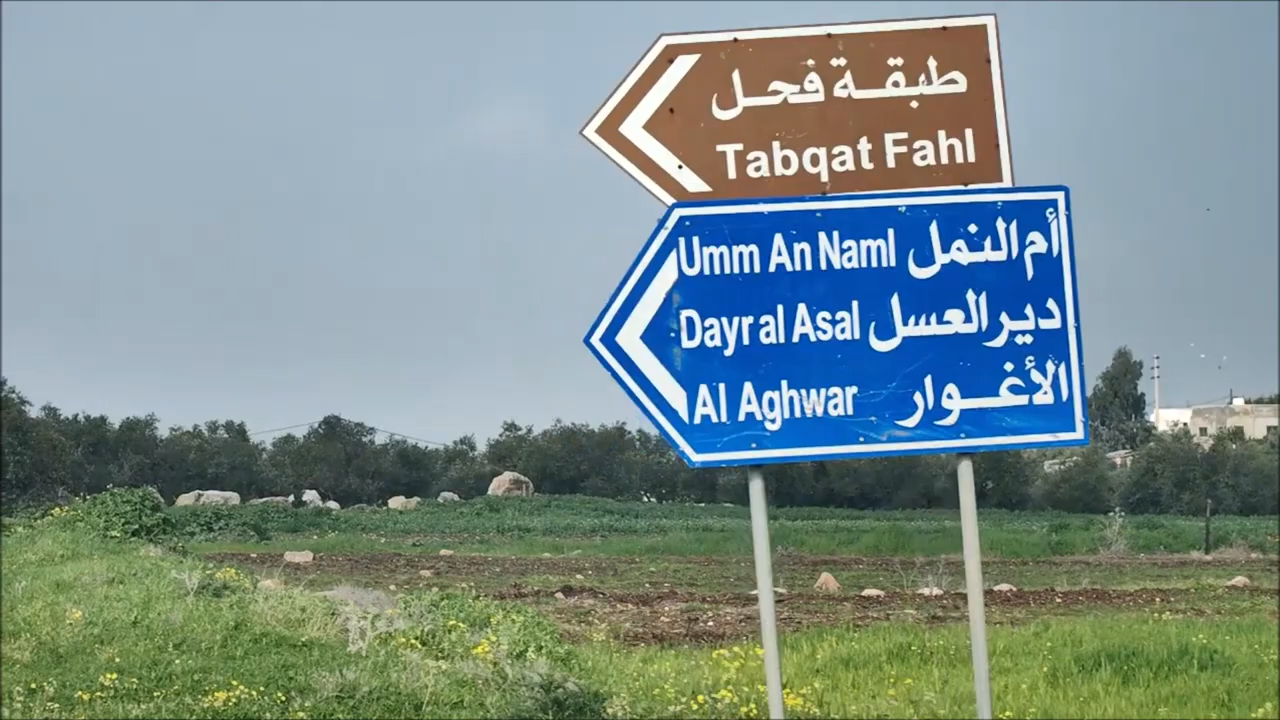 طبقة فحل
Tabqat Fahl
Umm An Naml أم النمل
Dayr al Asal دير العسل
Al Aghwar الأغوار